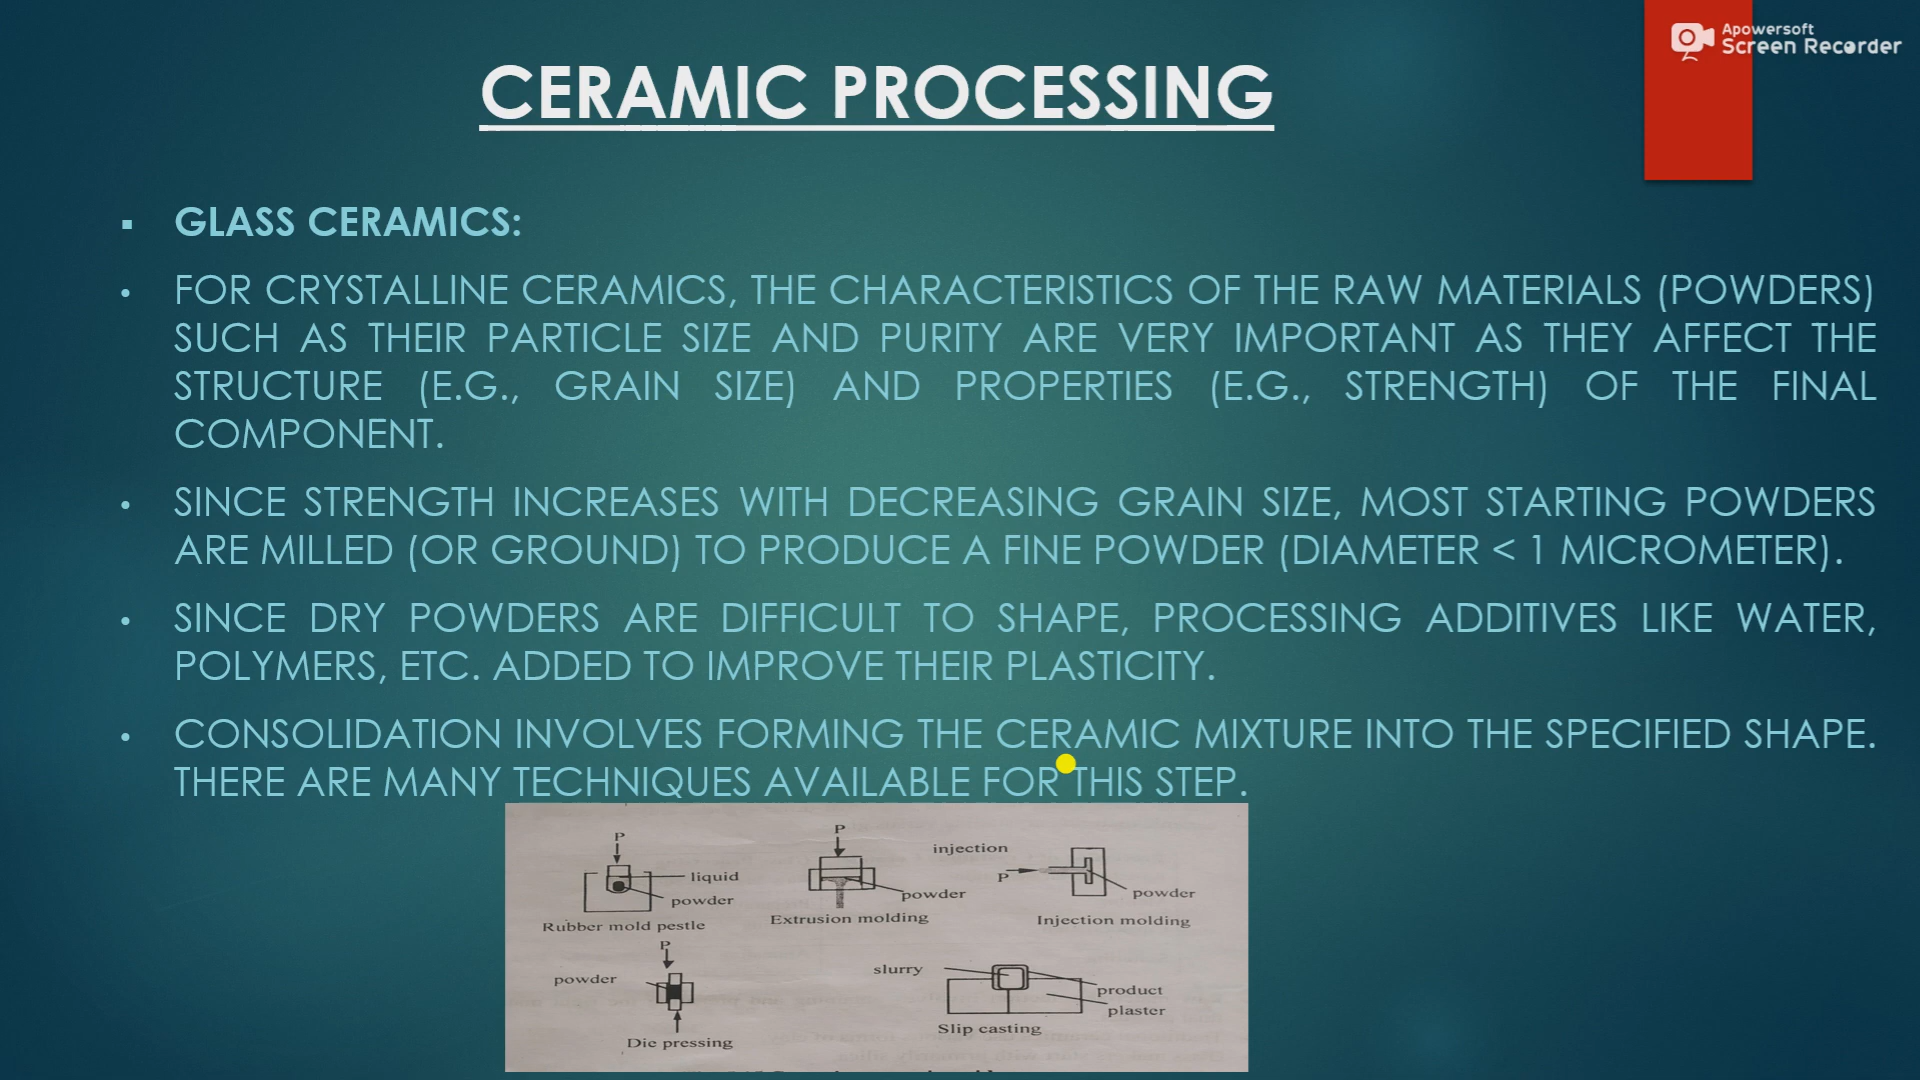 Apowersoft
Screen Recorder
CERAMIC PROCESSING
▪ GLASS CERAMICS:
• FOR CRYSTALLINE CERAMICS, THE CHARACTERISTICS OF THE RAW MATERIALS (POWDERS)
SUCH AS THEIR PARTICLE SIZE AND PURITY ARE VERY IMPORTANT AS THEY AFFECT THE
STRUCTURE (E.G., GRAIN SIZE) AND PROPERTIES (E.G., STRENGTH) OF THE FINAL
COMPONENT.
• SINCE STRENGTH INCREASES WITH DECREASING GRAIN SIZE, MOST STARTING POWDERS
ARE MILLED (OR GROUND) TO PRODUCE A FINE POWDER (DIAMETER < 1 MICROMETER).
• SINCE DRY POWDERS ARE DIFFICULT TO SHAPE, PROCESSING ADDITIVES LIKE WATER,
POLYMERS, ETC. ADDED TO IMPROVE THEIR PLASTICITY.
• CONSOLIDATION INVOLVES FORMING THE CERAMIC MIXTURE INTO THE SPECIFIED SHAPE.
THERE ARE MANY TECHNIQUES AVAILABLE FOR THIS STEP.
P
liquid
powder
Rubber mold pestle
P
powder
Extrusion molding
injection
P
powder
Injection molding
P
powder
Die pressing
slurry
product
plaster
Slip casting